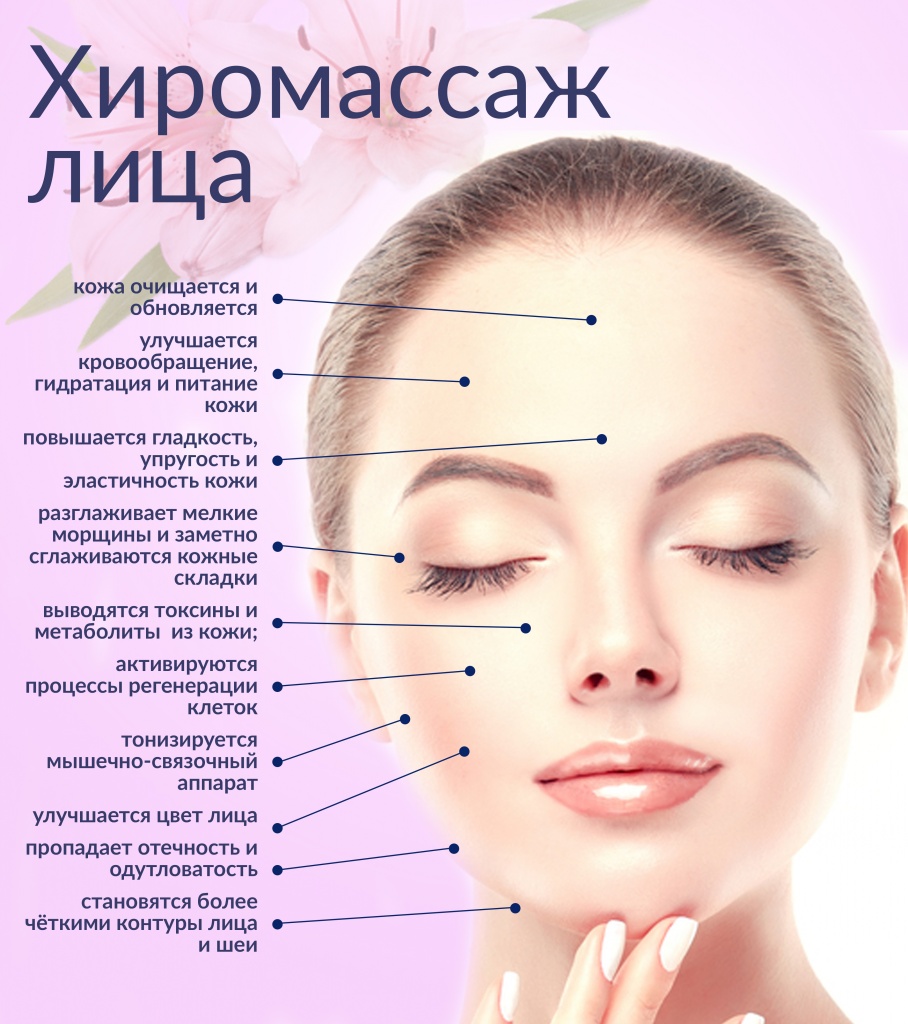 Хиромассаж
лица
кожа очищается и
обновляется
улучшается
кровообращение,
гидратация и питание
кожи
повышается гладкость,
упругость и
эластичность кожи
разглаживает мелкие
морщины и заметно
сглаживаются кожные
складки
выводятся токсины и
метаболиты  из кожи;
активируются
процессы регенерации
клеток
тонизируется
мышечно-связочный
аппарат
улучшается цвет лица
пропадает отечность и
одутловатость
становятся более
чёткими контуры лица
и шеи